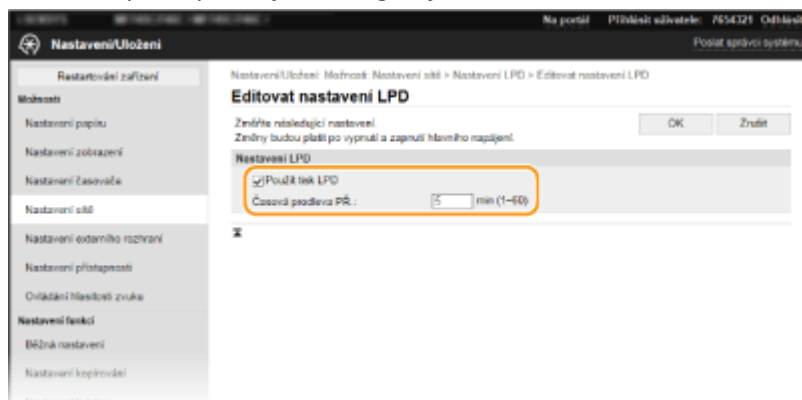 Na portál Přihlásit uživatele: 7654321 Odhlásit
Nastavení/Uložení
Poslat správci systému
Restartování zařízení
Nastavení/Uložení: Možnosti: Nastavení sítě > Nastavení LPD > Editovat nastavení LPD
Možnosti
Editovat nastavení LPD
Nastavení papíru
Změňte následující nastavení.
OK
Zrušit
Změny budou platit po vypnutí a zapnutí hlavního napájení.
Nastavení zobrazení
Nastavení LPD
Nastavení časovače
Použít tisk LPD
Časová prodleva PŘ.: 5 min (1–60)
Nastavení sítě
Nastavení externího rozhraní
Nastavení přístupnosti
Ovládání hlasitosti zvuku
Nastavení funkcí
Běžná nastavení
Nastavení kopírování